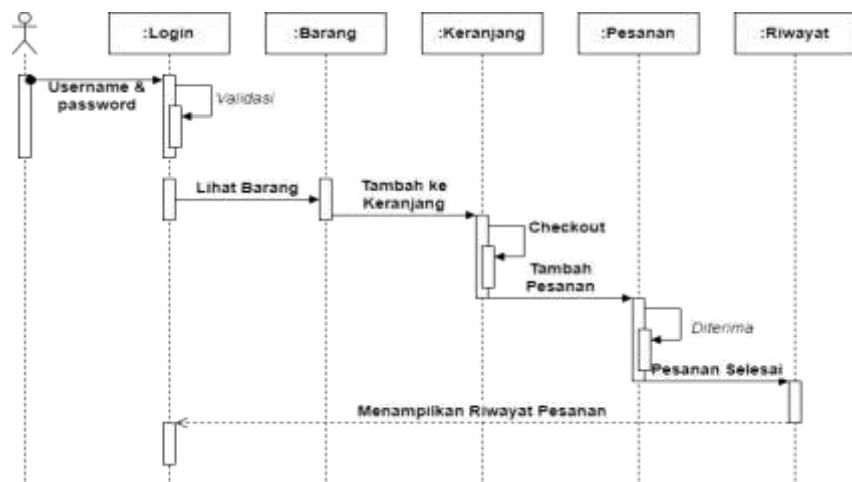 :Login
:Barang
:Keranjang
:Pesanan
:Riwayat
Username &
password
Validasi
Lihat Barang
Tambah ke
Keranjang
Checkout
Tambah
Pesanan
Diterima
Pesanan Selesai
Menampilkan Riwayat Pesanan